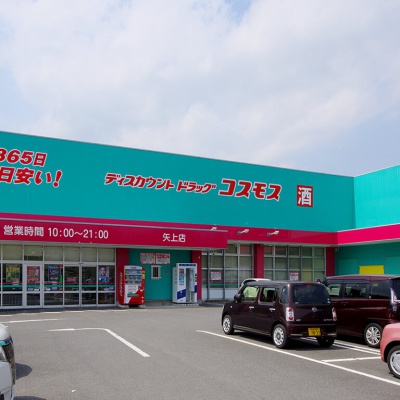 365日
日安い!
ディスカウント ドラッグ コスモス 酒
営業時間 10:00～21:00
矢上店